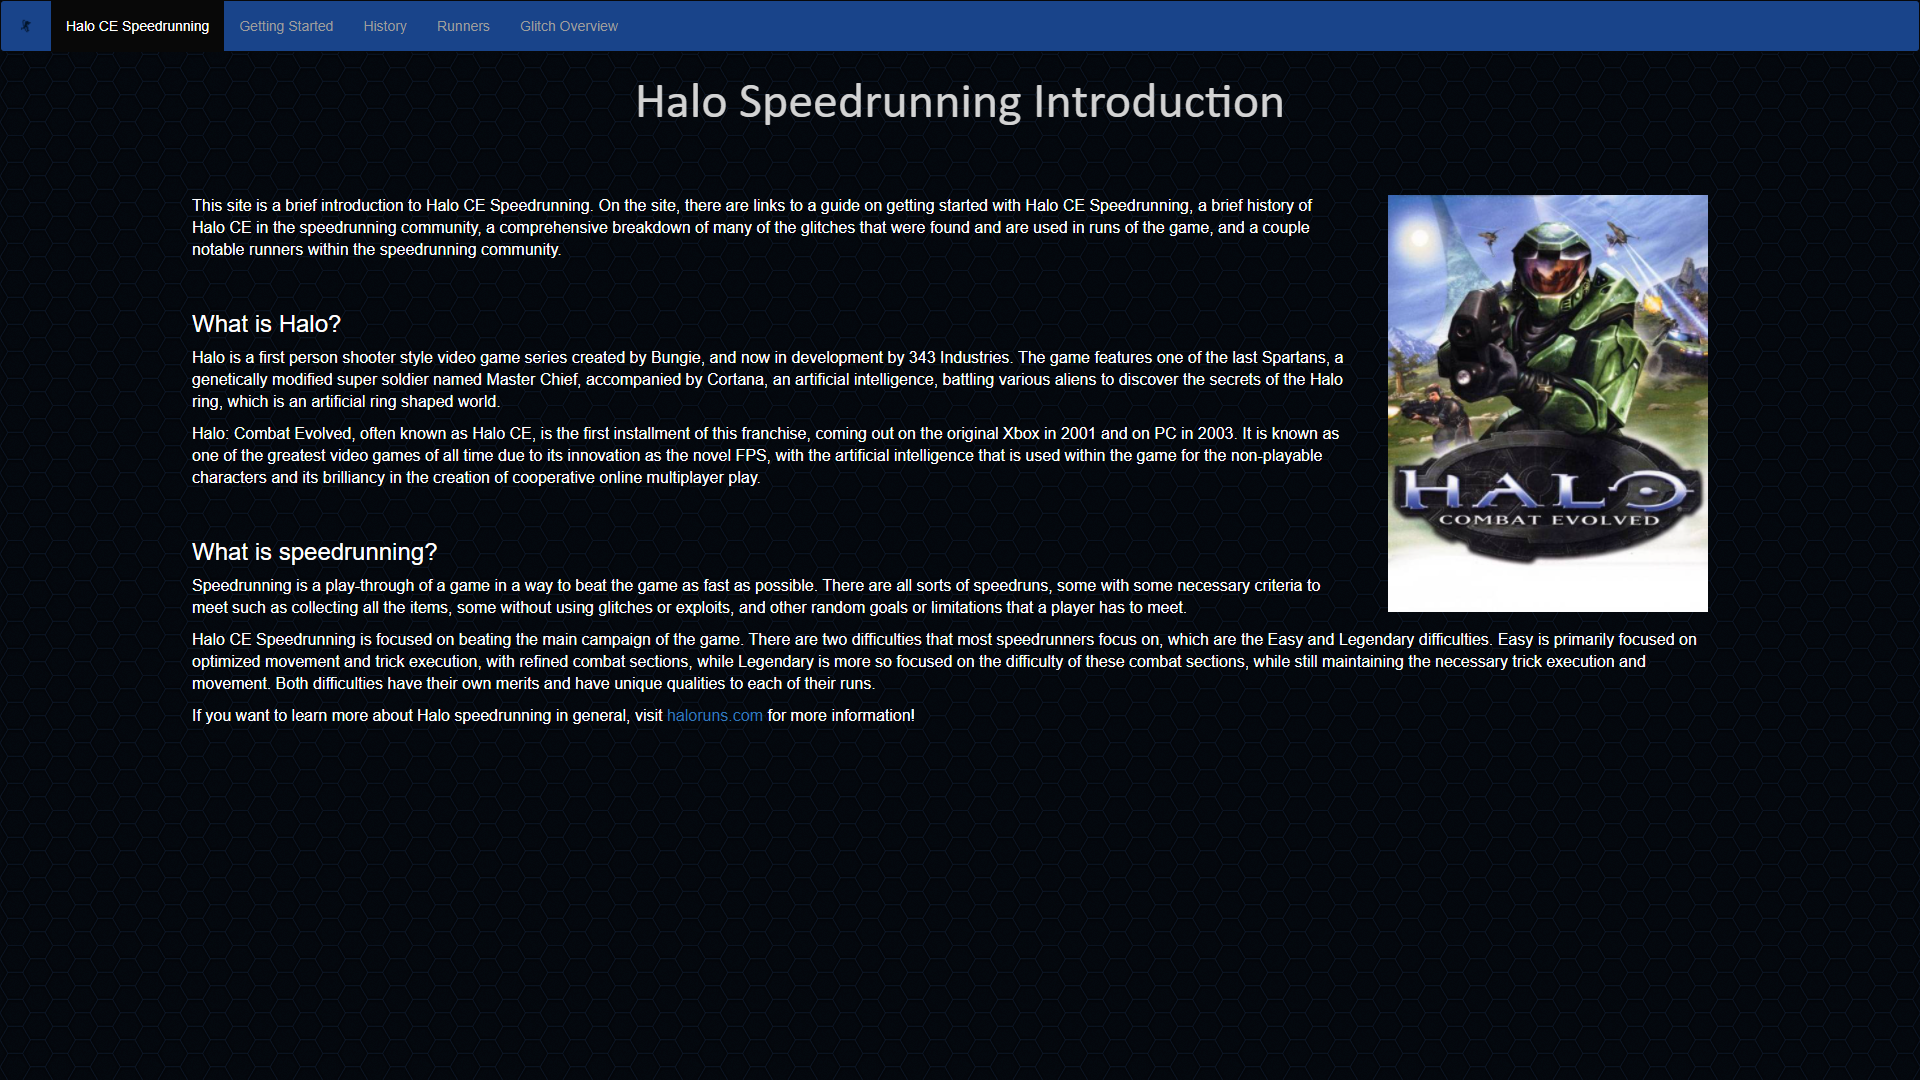 Halo CE Speedrunning Getting Started History Runners Glitch Overview
Halo Speedrunning Introduction
This site is a brief introduction to Halo CE Speedrunning. On the site, there are links to a guide on getting started with Halo CE Speedrunning, a brief history of
Halo CE in the speedrunning community, a comprehensive breakdown of many of the glitches that were found and are used in runs of the game, and a couple
notable runners within the speedrunning community.
What is Halo?
Halo is a first person shooter style video game series created by Bungie, and now in development by 343 Industries. The game features one of the last Spartans, a
genetically modified super soldier named Master Chief, accompanied by Cortana, an artificial intelligence, battling various aliens to discover the secrets of the Halo
ring, which is an artificial ring shaped world.
Halo: Combat Evolved, often known as Halo CE, is the first installment of this franchise, coming out on the original Xbox in 2001 and on PC in 2003. It is known as
one of the greatest video games of all time due to its innovation as the novel FPS, with the artificial intelligence that is used within the game for the non-playable
characters and its brilliancy in the creation of cooperative online multiplayer play.
HALO
COMBAT EVOLVED
What is speedrunning?
Speedrunning is a play-through of a game in a way to beat the game as fast as possible. There are all sorts of speedruns, some with some necessary criteria to
meet such as collecting all the items, some without using glitches or exploits, and other random goals or limitations that a player has to meet.
Halo CE Speedrunning is focused on beating the main campaign of the game. There are two difficulties that most speedrunners focus on, which are the Easy and Legendary difficulties. Easy is primarily focused on
optimized movement and trick execution, with refined combat sections, while Legendary is more so focused on the difficulty of these combat sections, while still maintaining the necessary trick execution and
movement. Both difficulties have their own merits and have unique qualities to each of their runs.
If you want to learn more about Halo speedrunning in general, visit haloruns.com for more information!